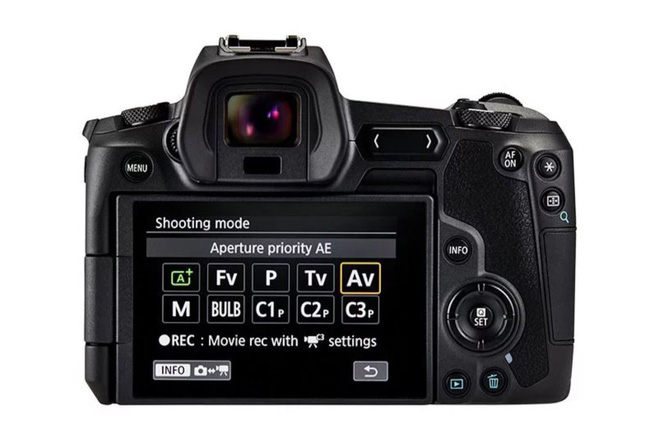 MENU
AF
ON
INFO
SET
Shooting mode
Aperture priority AE
A+ Fv P Tv Av
M BULB C1P C2P C3P
●REC : Movie rec with C3 settings
INFO